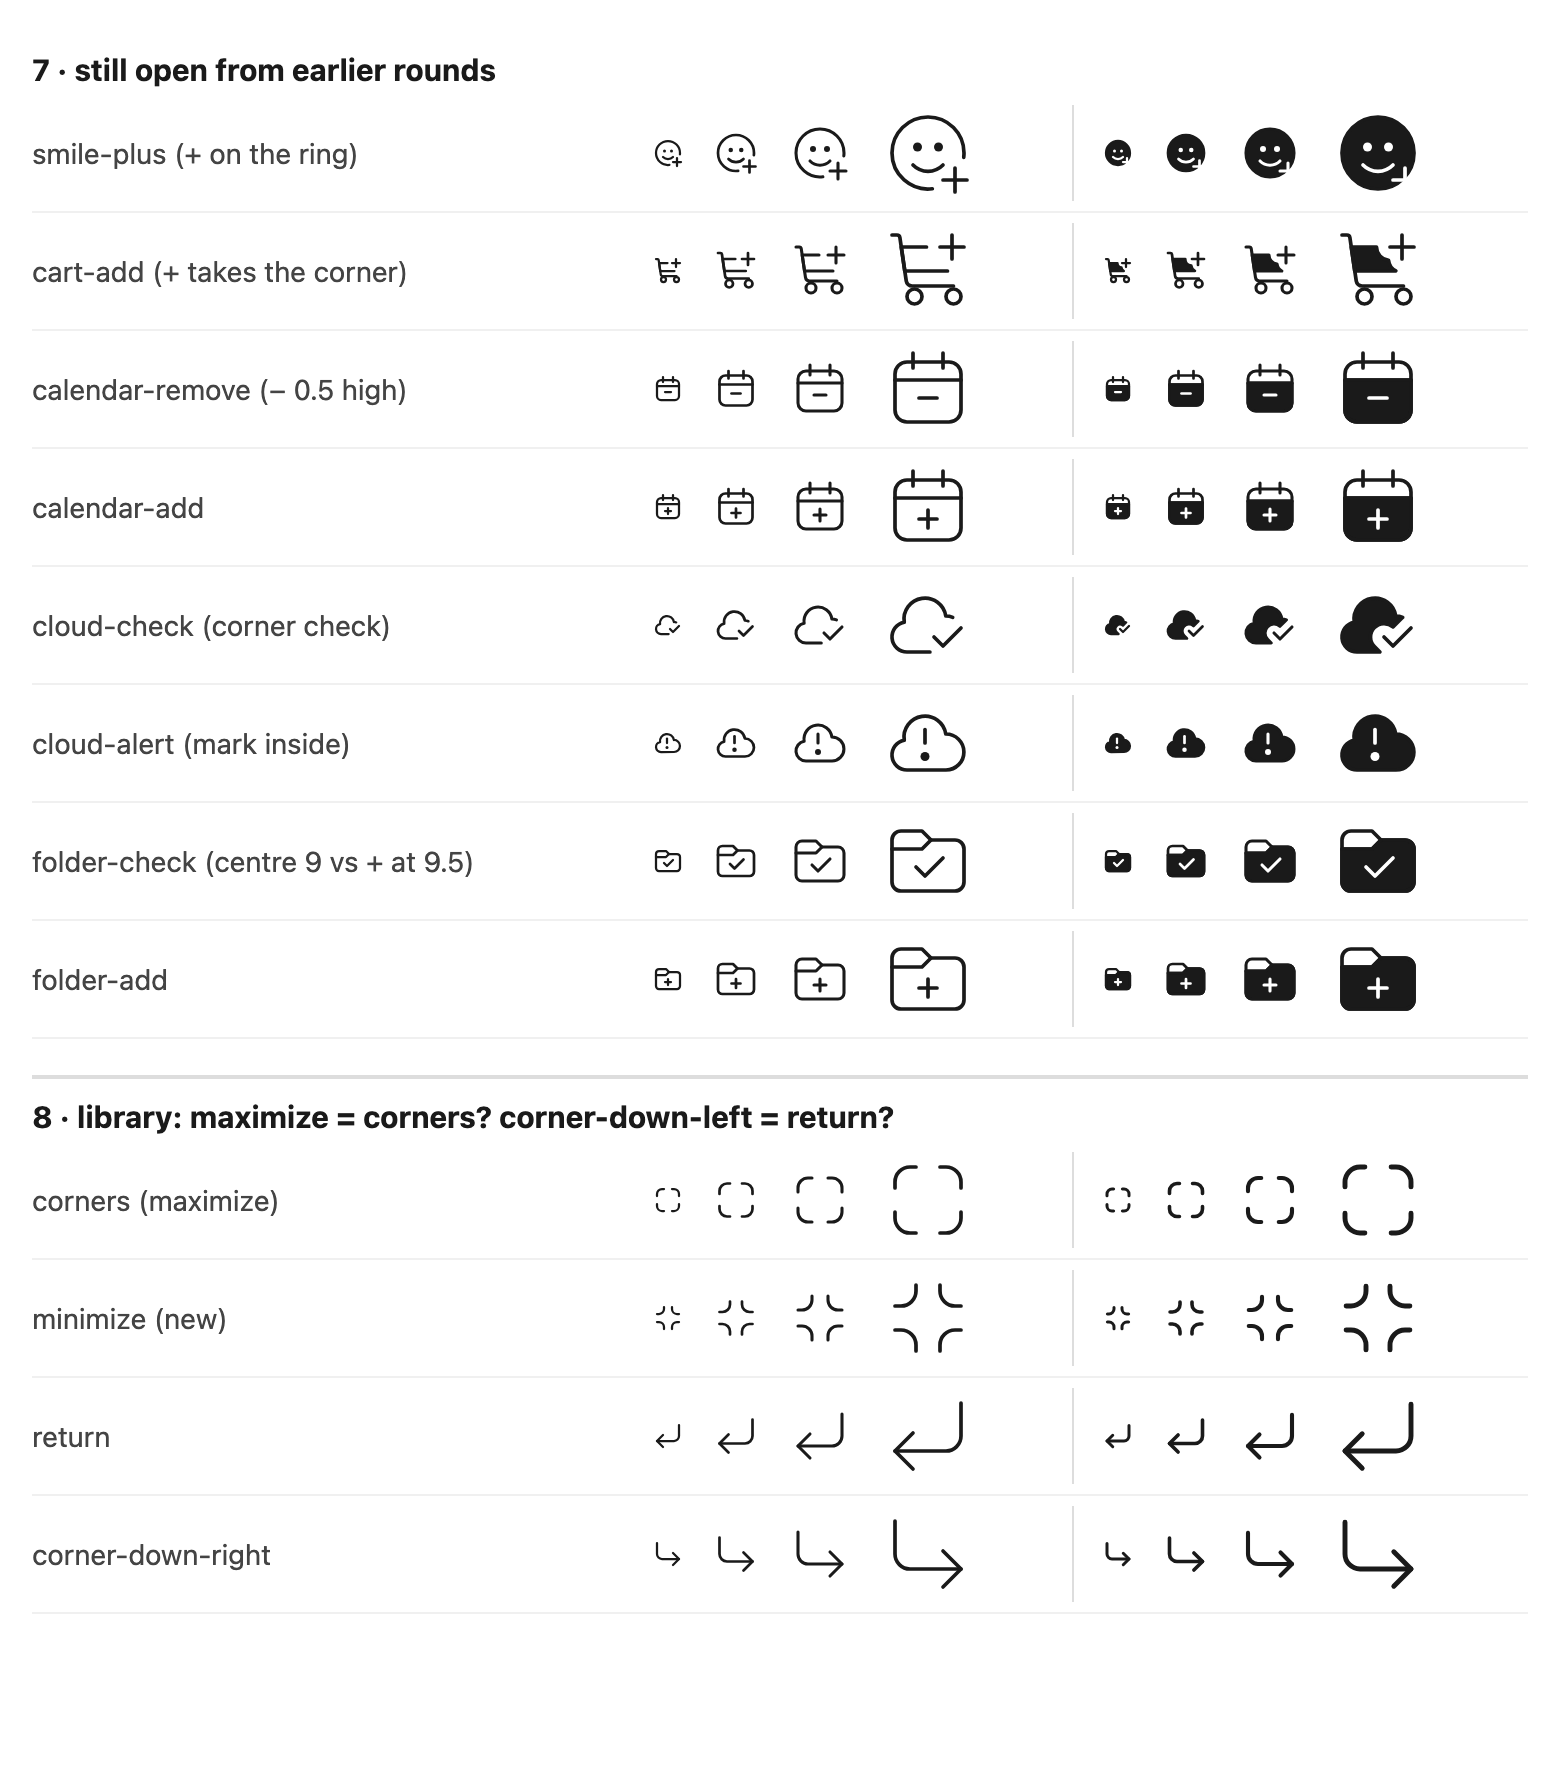 7 · still open from earlier rounds
smile-plus (+ on the ring)
cart-add (+ takes the corner)
calendar-remove (– 0.5 high)
calendar-add
cloud-check (corner check)
cloud-alert (mark inside)
folder-check (centre 9 vs + at 9.5)
folder-add
8 · library: maximize = corners? corner-down-left = return?
corners (maximize)
minimize (new)
return
corner-down-right